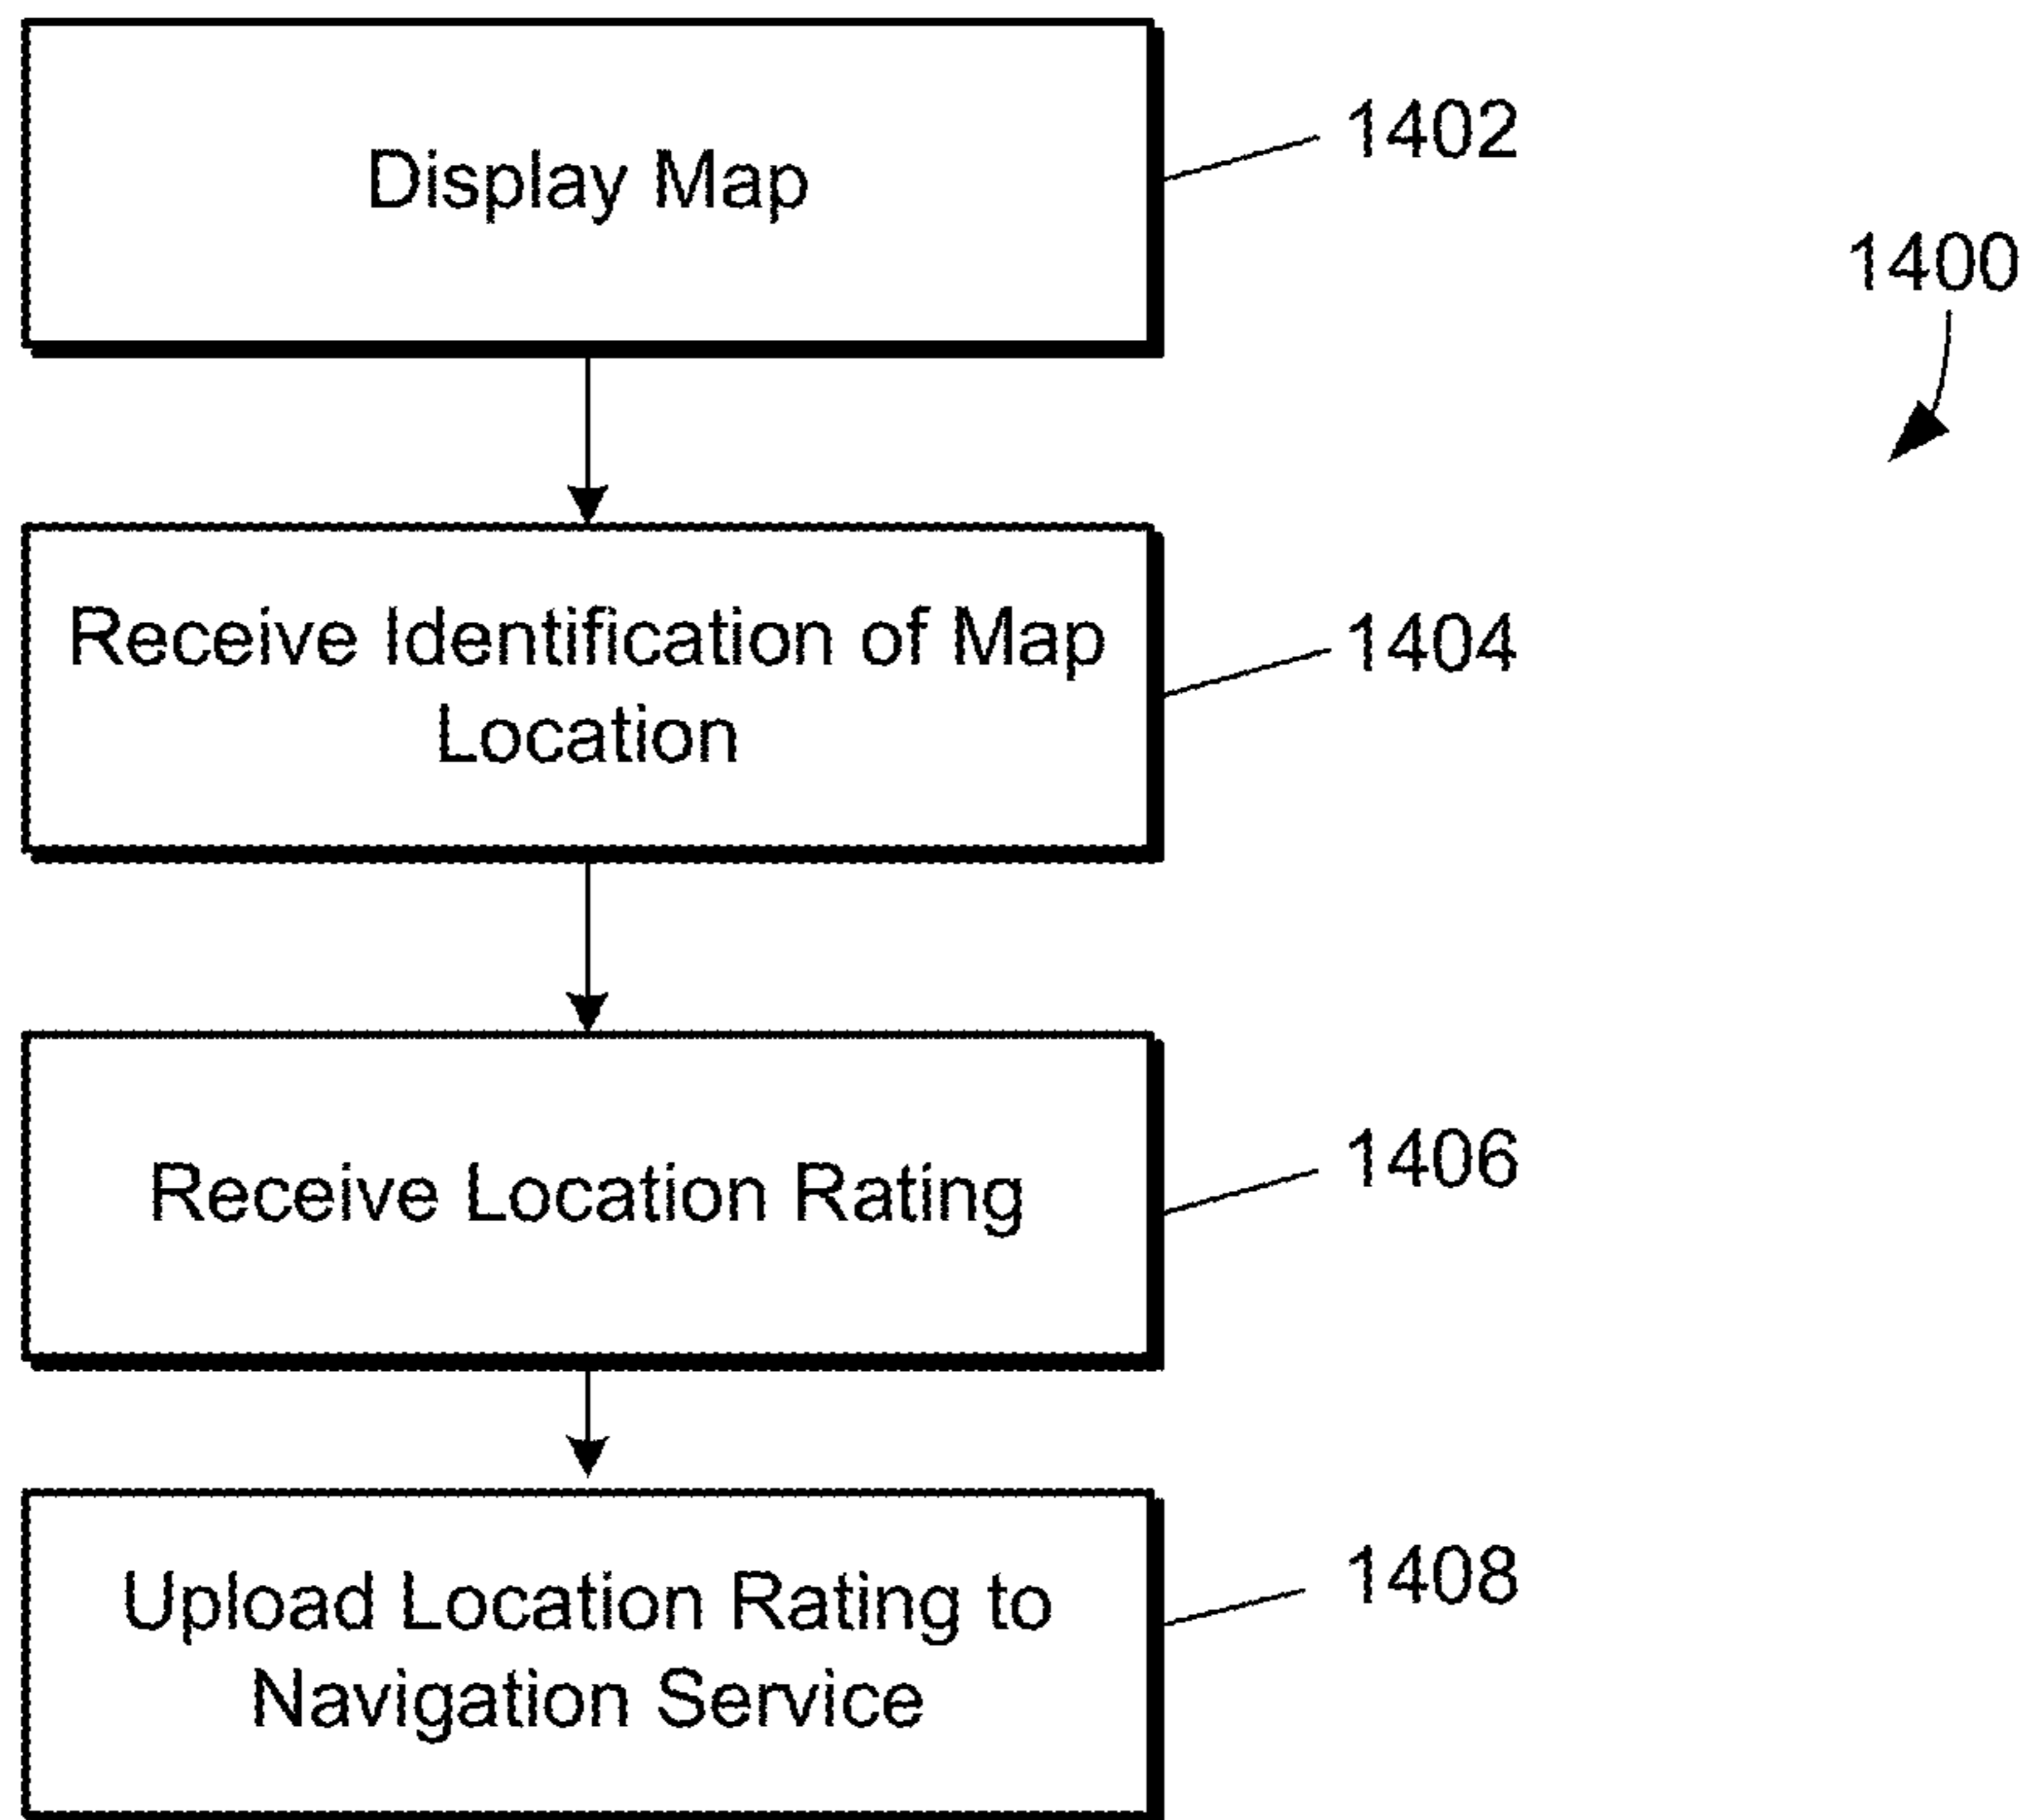 Display Map
1402
1400
Receive Identification of Map
Location
1404
Receive Location Rating
1406
Upload Location Rating to
Navigation Service
1408